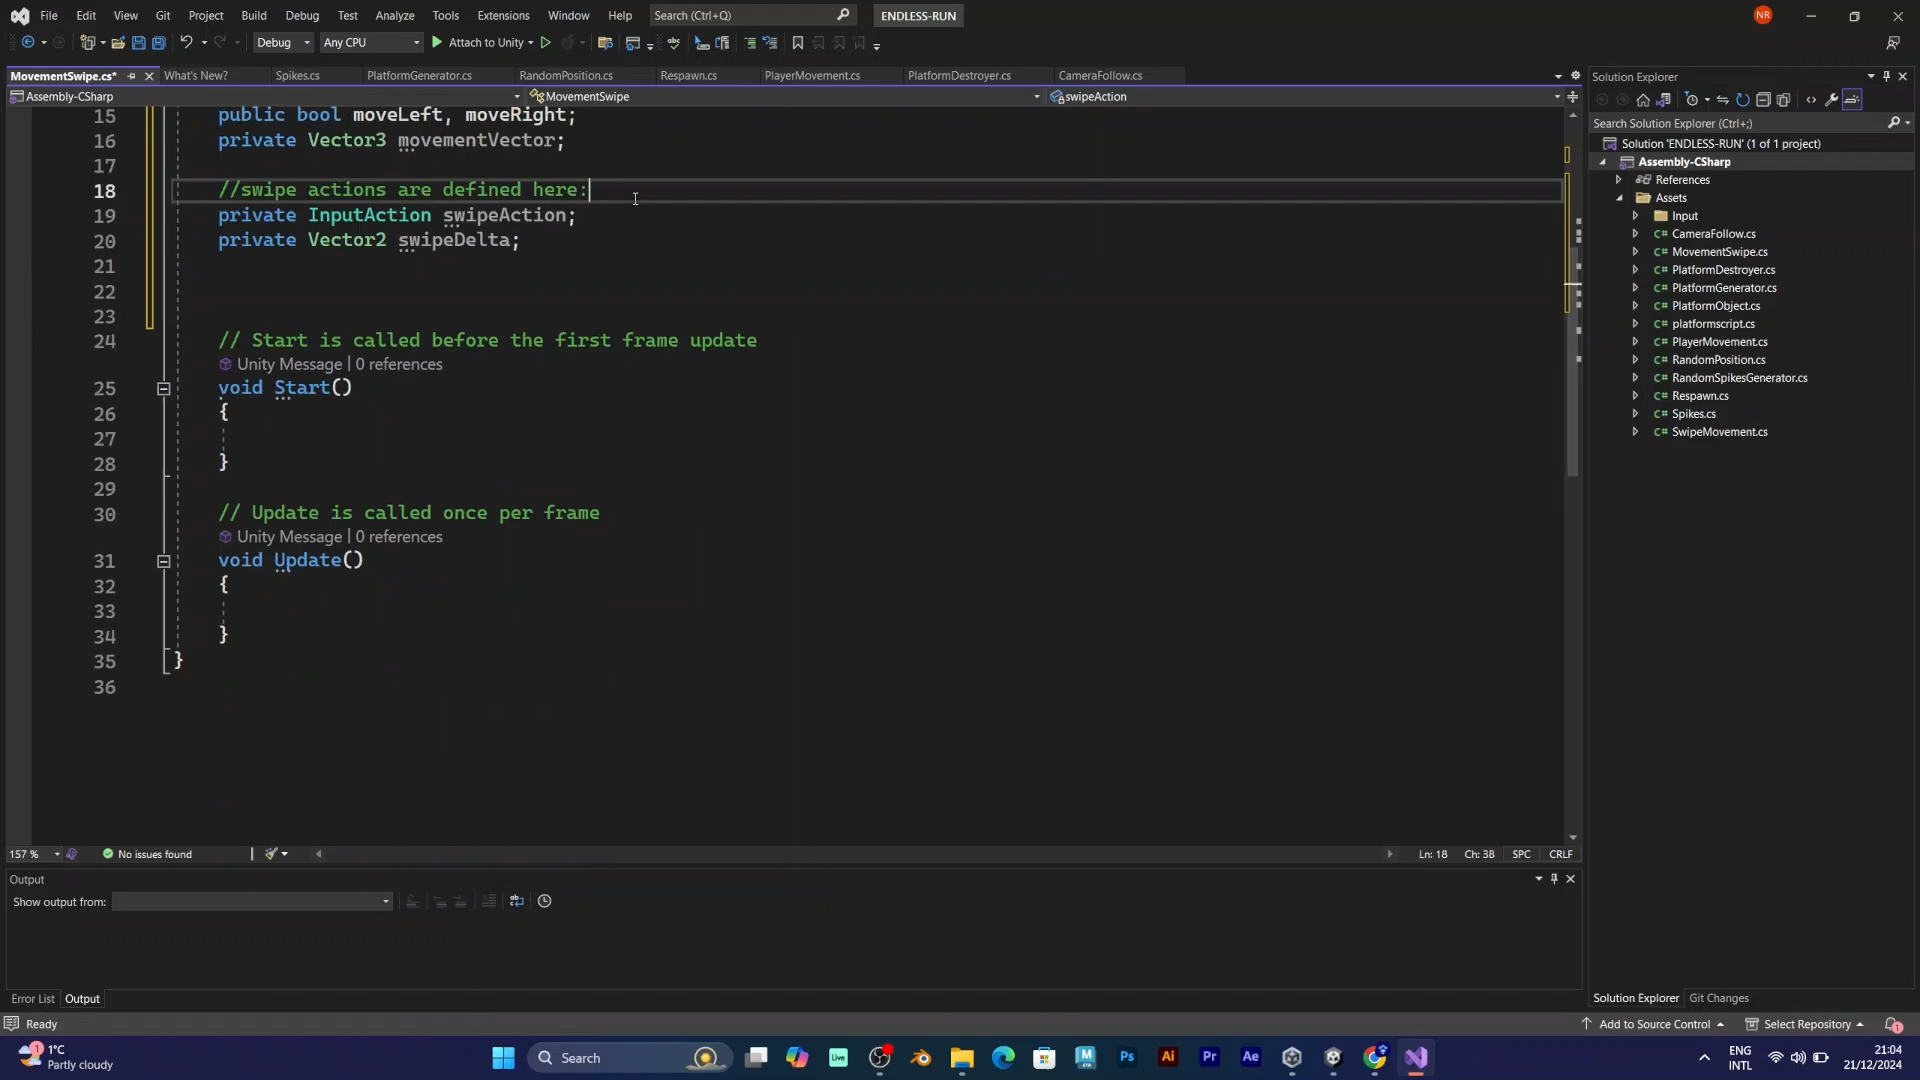 File Edit View Git Project Build Debug Test Analyze Tools Extensions Window Help Search (Ctrl+Q) ENDLESS-RUN NR
Debug Any CPU Attach to Unity
MovementSwipe.cs* What's New? Spikes.cs PlatformGenerator.cs RandomPosition.cs Respawn.cs PlayerMovement.cs PlatformDestroyer.cs CameraFollow.cs
Assembly-CSharp MovementSwipe swipeAction
15 public bool moveLeft, moveRight;
16 private Vector3 movementVector;
17
18 //swipe actions are defined here:
19 private InputAction swipeAction;
20 private Vector2 swipeDelta;
21
22
23
24 // Start is called before the first frame update
Unity Message | 0 references
25 void Start()
26 {
27
28 }
29
30 // Update is called once per frame
Unity Message | 0 references
31 void Update()
32 {
33
34 }
35 }
36
157 % No issues found Ln: 18 Ch: 38 SPC CRLF
Output
Show output from:
Error List Output
Solution Explorer
Search Solution Explorer (Ctrl+;)
Solution 'ENDLESS-RUN' (1 of 1 project)
Assembly-CSharp
References
Assets
Input
C# CameraFollow.cs
C# MovementSwipe.cs
C# PlatformDestroyer.cs
C# PlatformGenerator.cs
C# PlatformObject.cs
C# platformscript.cs
C# PlayerMovement.cs
C# RandomPosition.cs
C# RandomSpikesGenerator.cs
C# Respawn.cs
C# Spikes.cs
C# SwipeMovement.cs
Solution Explorer Git Changes
Ready Add to Source Control Select Repository 1
1 1°C
Partly cloudy
Search Live M Ps Ai Pr Ae
ENG
INTL
21:04
21/12/2024